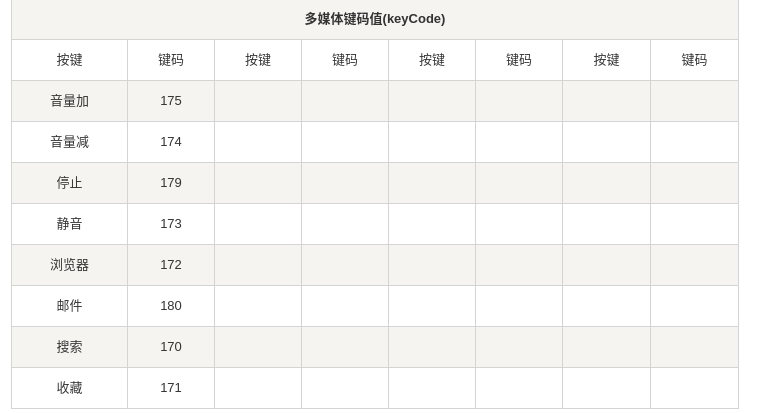 多媒体键码值(keyCode)
按键 键码 按键 键码 按键 键码 按键 键码
音量加 175
音量减 174
停止 179
静音 173
浏览器 172
邮件 180
搜索 170
收藏 171